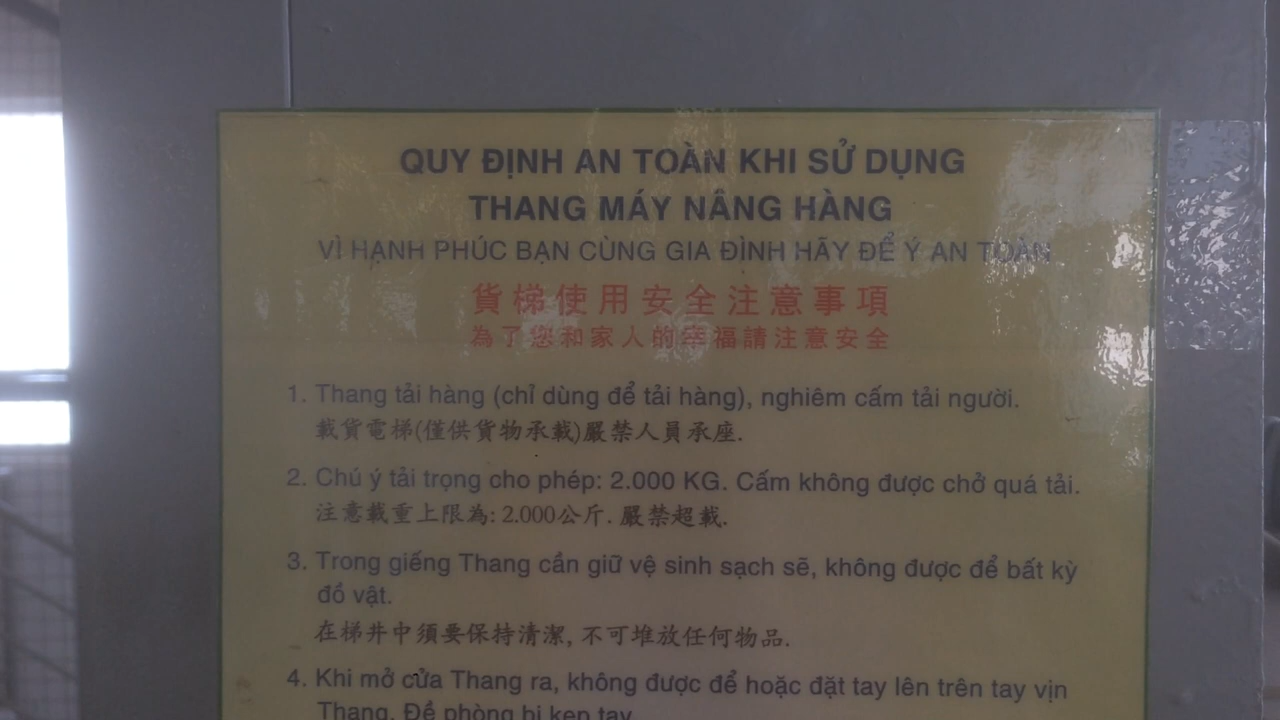 QUY ĐỊNH AN TOÀN KHI SỬ DỤNG
THANG MÁY NÂNG HÀNG
VÌ HẠNH PHÚC BẠN CÙNG GIA ĐÌNH HÃY ĐỂ Ý AN TOÀN
貨梯使用安全注意事項
為了您和家人的幸福請注意安全
1. Thang tải hàng (chỉ dùng để tải hàng), nghiêm cấm tải người.
載貨電梯(僅供貨物承載)嚴禁人員承座.
2. Chú ý tải trọng cho phép: 2.000 KG. Cấm không được chở quá tải.
注意載重上限為: 2.000公斤. 嚴禁超載.
3. Trong giếng Thang cần giữ vệ sinh sạch sẽ, không được để bất kỳ
đồ vật.
在梯井中須要保持清潔, 不可堆放任何物品.
4. Khi mở cửa Thang ra, không được để hoặc đặt tay lên trên tay vịn
Thang. Đề phòng bị kẹp tay